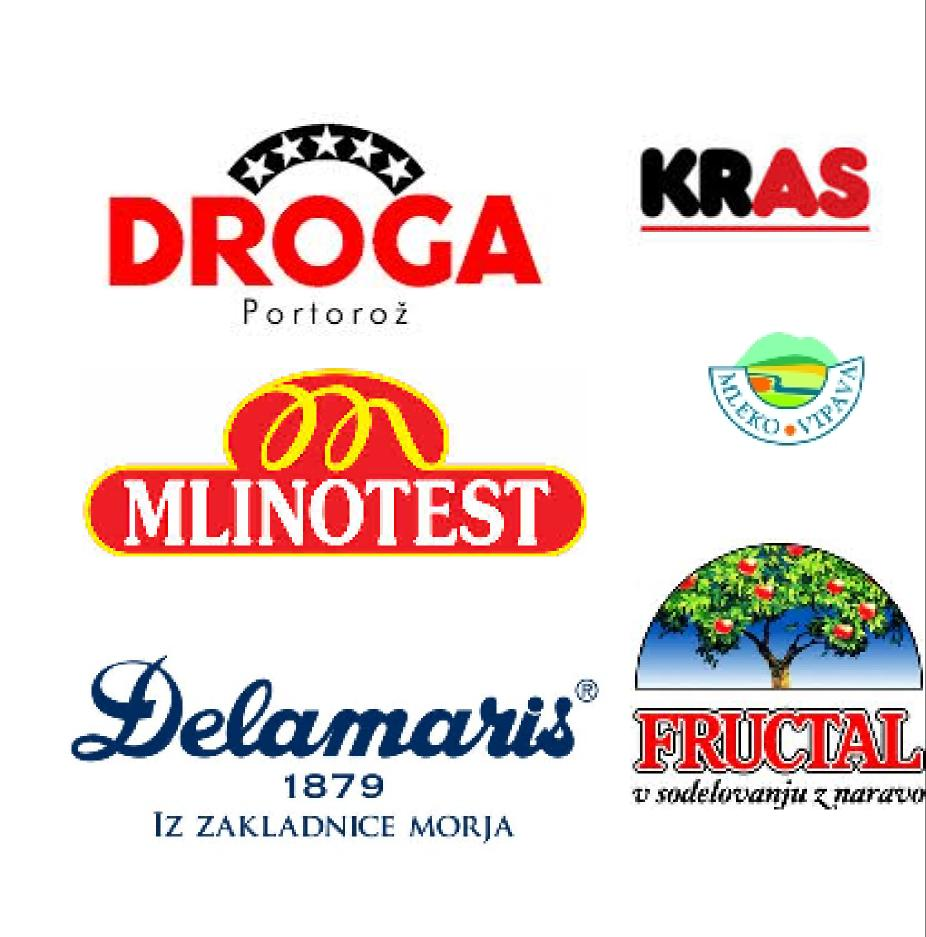 DROGA
Portorož
KRAS
MLEKO • VIPAVA
MLINOTEST
Delamaris®
1879
IZ ZAKLADNICE MORJA
FRUCTAL
v sodelovanju z naravo